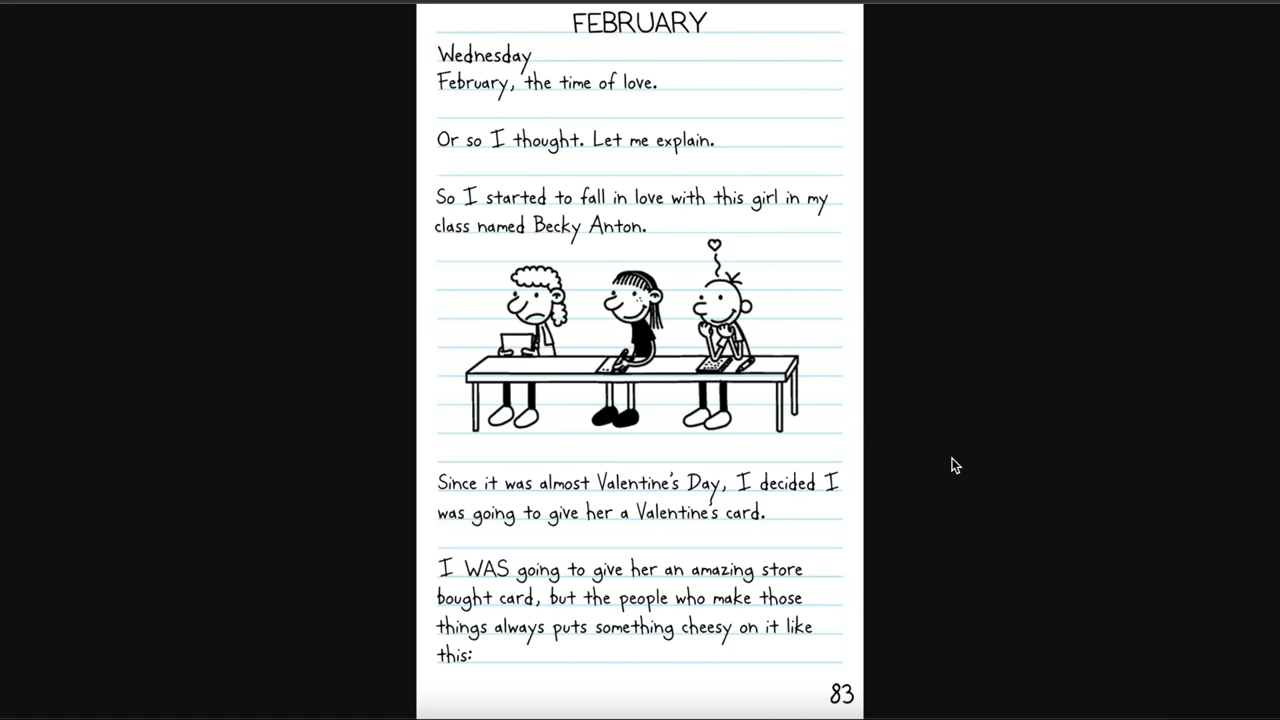 FEBRUARY
Wednesday
February, the time of love.
Or so I thought. Let me explain.
So I started to fall in love with this girl in my
class named Becky Anton.
Since it was almost Valentine's Day, I decided I
was going to give her a Valentine's card.
I WAS going to give her an amazing store
bought card, but the people who make those
things always puts something cheesy on it like
this:
83